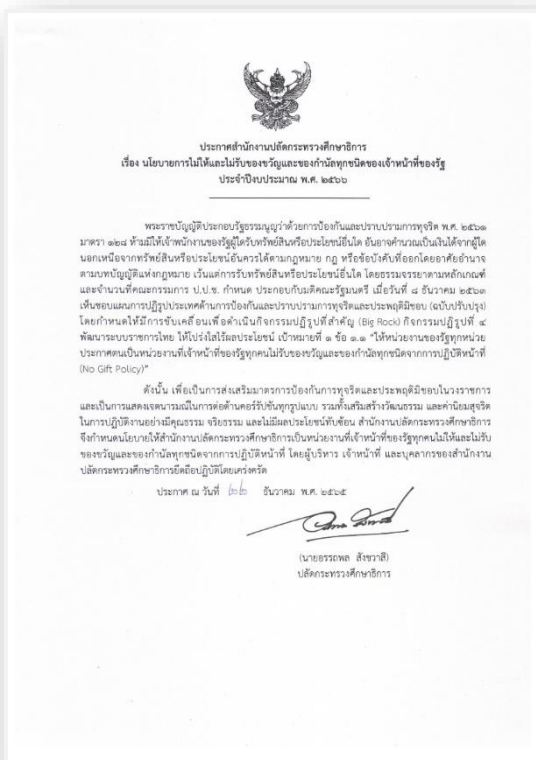 ประกาศสำนักงานปลัดกระทรวงศึกษาธิการ
เรื่อง นโยบายการไม่ให้และไม่รับของขวัญและของกำนัลทุกชนิดของเจ้าหน้าที่ของรัฐ
ประจำปีงบประมาณ พ.ศ. ๒๕๖๖
พระราชบัญญัติประกอบรัฐธรรมนูญว่าด้วยการป้องกันและปราบปรามการทุจริต พ.ศ. ๒๕๖๑
มาตรา ๑๒๘ ห้ามมิให้เจ้าพนักงานของรัฐผู้ใดรับทรัพย์สินหรือประโยชน์อื่นใด อันอาจคำนวณเป็นเงินได้จากผู้ใด
นอกเหนือจากทรัพย์สินหรือประโยชน์อันควรได้ตามกฎหมาย กฎ หรือข้อบังคับที่ออกโดยอาศัยอำนาจ
ตามบทบัญญัติแห่งกฎหมาย เว้นแต่การรับทรัพย์สินหรือประโยชน์อื่นใด โดยธรรมจรรยาตามหลักเกณฑ์
และจำนวนที่คณะกรรมการ ป.ป.ช. กำหนด ประกอบกับมติคณะรัฐมนตรี เมื่อวันที่ ๘ ธันวาคม ๒๕๖๓
เห็นชอบแผนการปฏิรูปประเทศด้านการป้องกันและปราบปรามการทุจริตและประพฤติมิชอบ (ฉบับปรับปรุง)
โดยกำหนดให้มีการขับเคลื่อนเพื่อดำเนินกิจกรรมปฏิรูปที่สำคัญ (Big Rock) กิจกรรมปฏิรูปที่ ๔
พัฒนาระบบราชการไทย ให้โปร่งใสไร้ผลประโยชน์ เป้าหมายที่ ๑ ข้อ ๑.๑ "ให้หน่วยงานของรัฐทุกหน่วย
ประกาศตนเป็นหน่วยงานที่เจ้าหน้าที่ของรัฐทุกคนไม่รับของขวัญและของกำนัลทุกชนิดจากการปฏิบัติหน้าที่
(No Gift Policy)"
ดังนั้น เพื่อเป็นการส่งเสริมมาตรการป้องกันการทุจริตและประพฤติมิชอบในวงราชการ
และเป็นการแสดงเจตนารมณ์ในการต่อต้านคอร์รัปชันทุกรูปแบบ รวมทั้งเสริมสร้างวัฒนธรรม และค่านิยมสุจริต
ในการปฏิบัติงานอย่างมีคุณธรรม จริยธรรม และไม่มีผลประโยชน์ทับซ้อน สำนักงานปลัดกระทรวงศึกษาธิการ
จึงกำหนดนโยบายให้สำนักงานปลัดกระทรวงศึกษาธิการเป็นหน่วยงานที่เจ้าหน้าที่ของรัฐทุกคนไม่ให้และไม่รับ
ของขวัญและของกำนัลทุกชนิดจากการปฏิบัติหน้าที่ โดยผู้บริหาร เจ้าหน้าที่ และบุคลากรของสำนักงาน
ปลัดกระทรวงศึกษาธิการยึดถือปฏิบัติโดยเคร่งครัด
ประกาศ ณ วันที่ ๒๒ ธันวาคม พ.ศ. ๒๕๖๕
(นายอรรถพล สังขวาสี)
ปลัดกระทรวงศึกษาธิการ